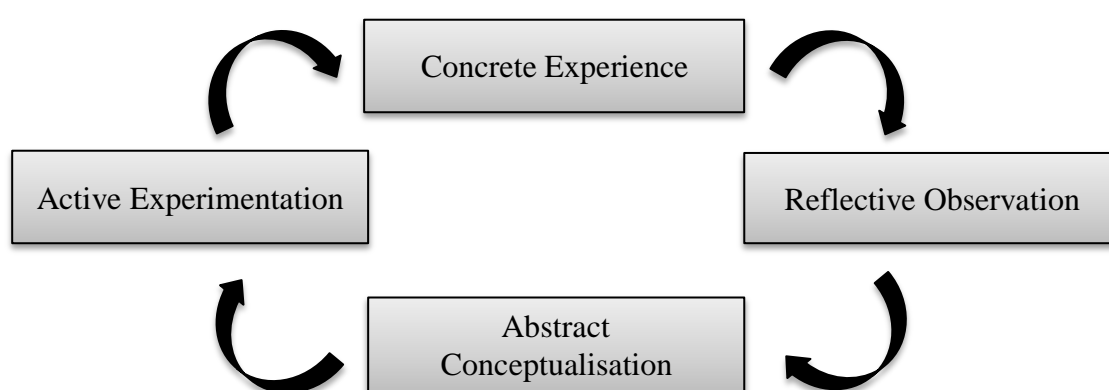 Concrete Experience
Active Experimentation
Reflective Observation
Abstract
Conceptualisation